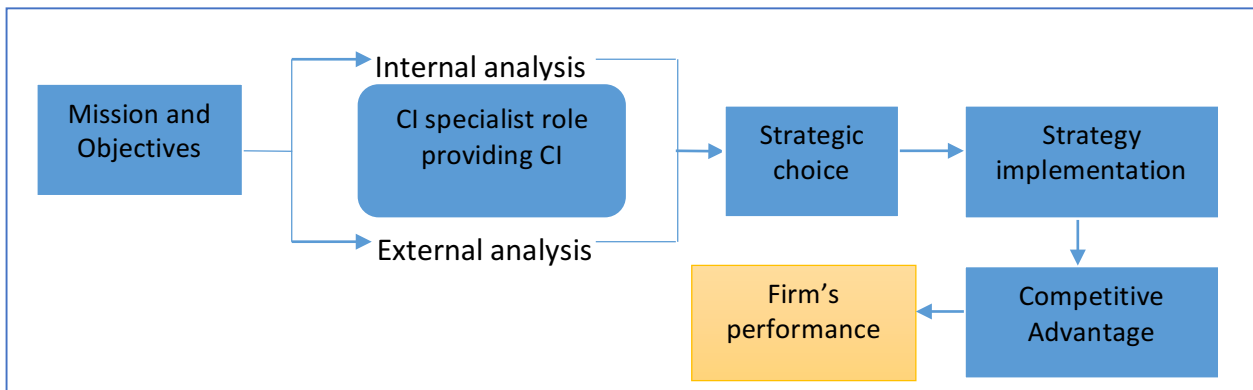 Mission and
Objectives
Internal analysis
CI specialist role
providing CI
External analysis
Strategic
choice
Strategy
implementation
Competitive
Advantage
Firm’s
performance